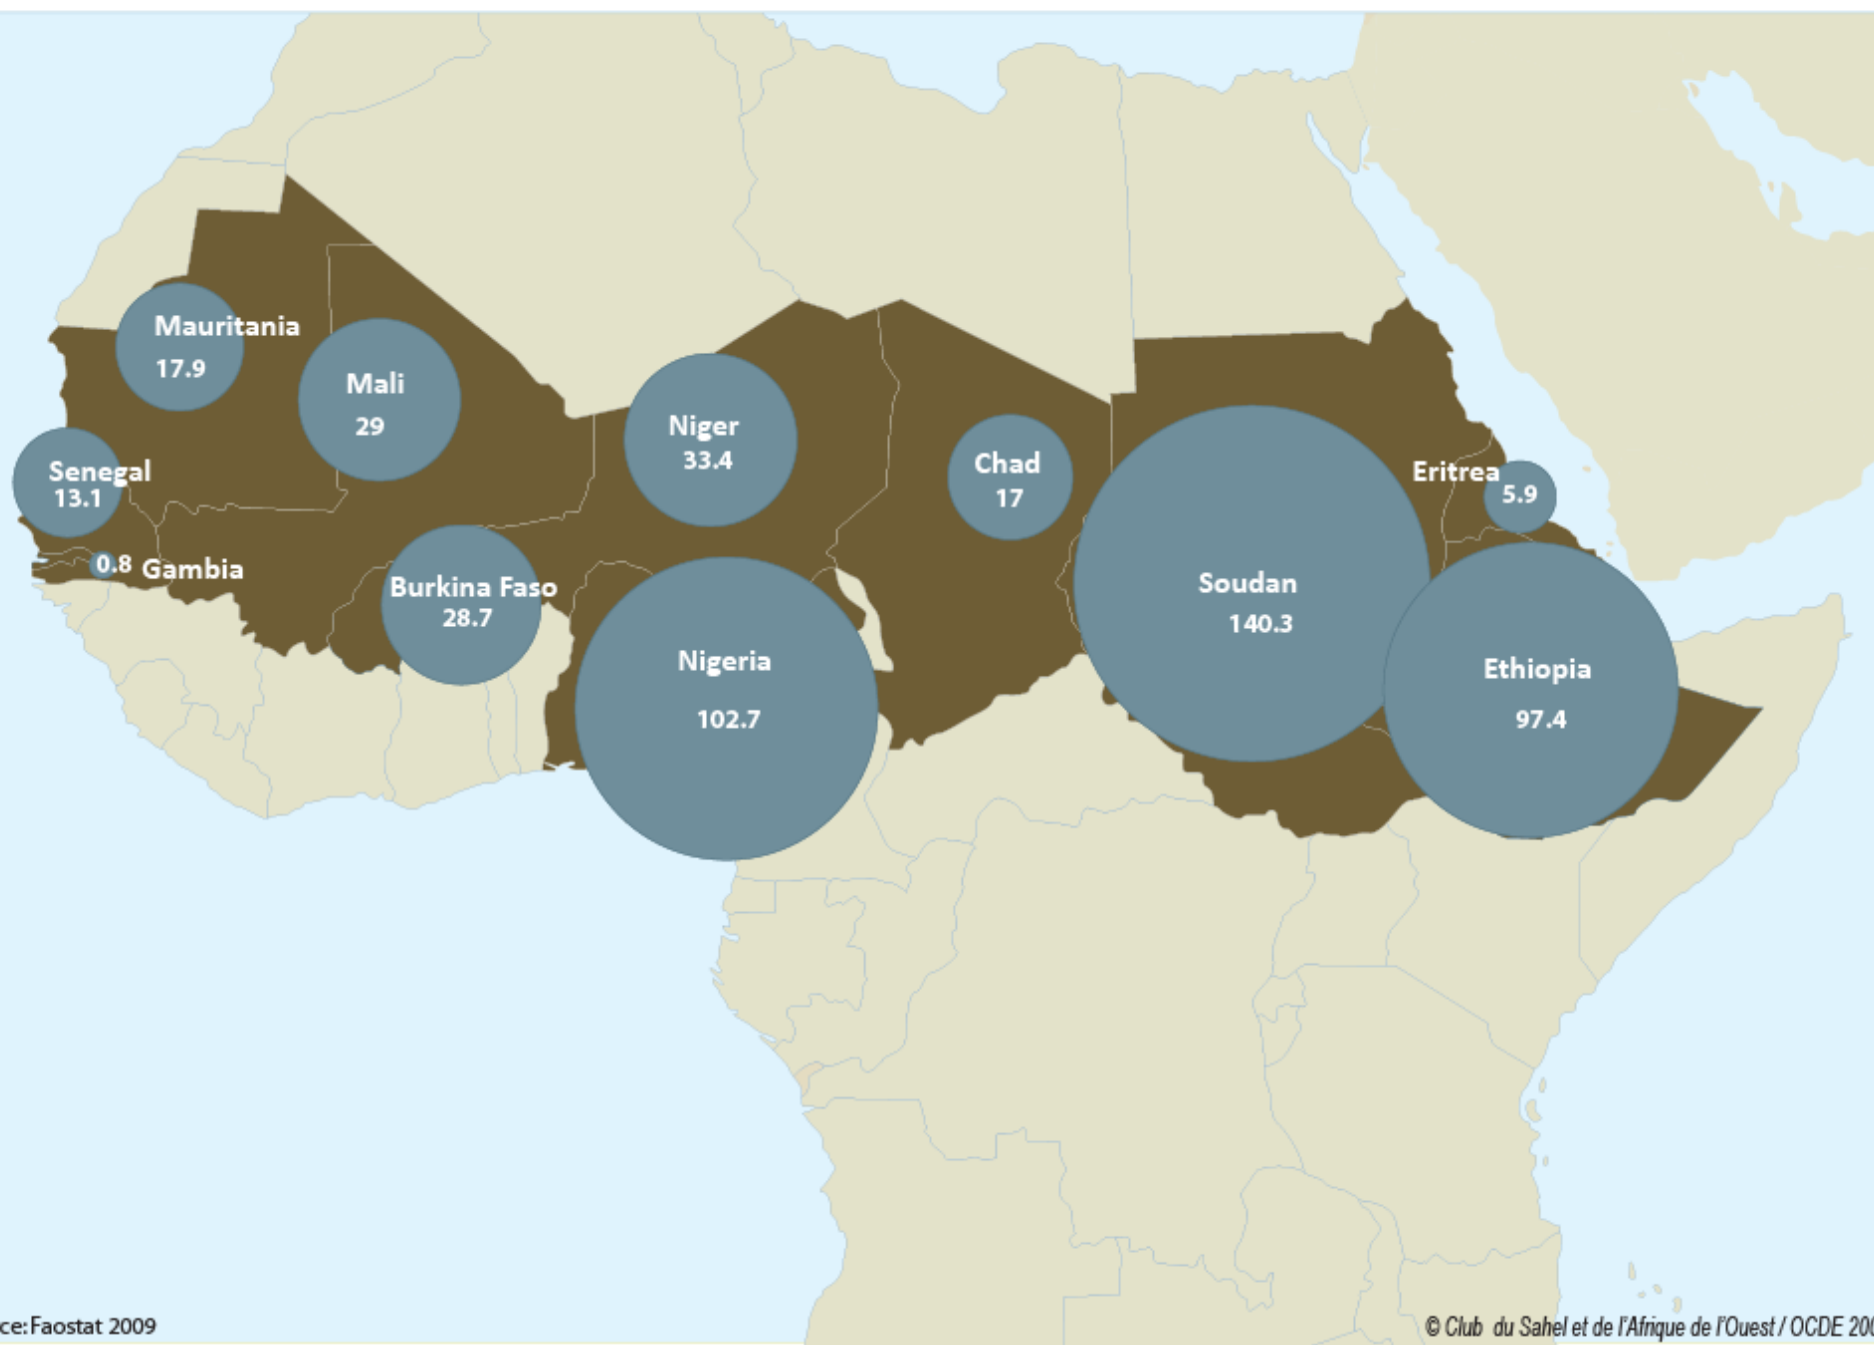 Mauritania
17.9
Mali
29
Niger
33.4
Chad
17
Senegal
13.1
Eritrea
5.9
0.8 Gambia
Burkina Faso
28.7
Soudan
140.3
Nigeria
102.7
Ethiopia
97.4
ce:Faostat 2009
© Club du Sahel et de l'Afrique de l'Ouest / OCDE 200